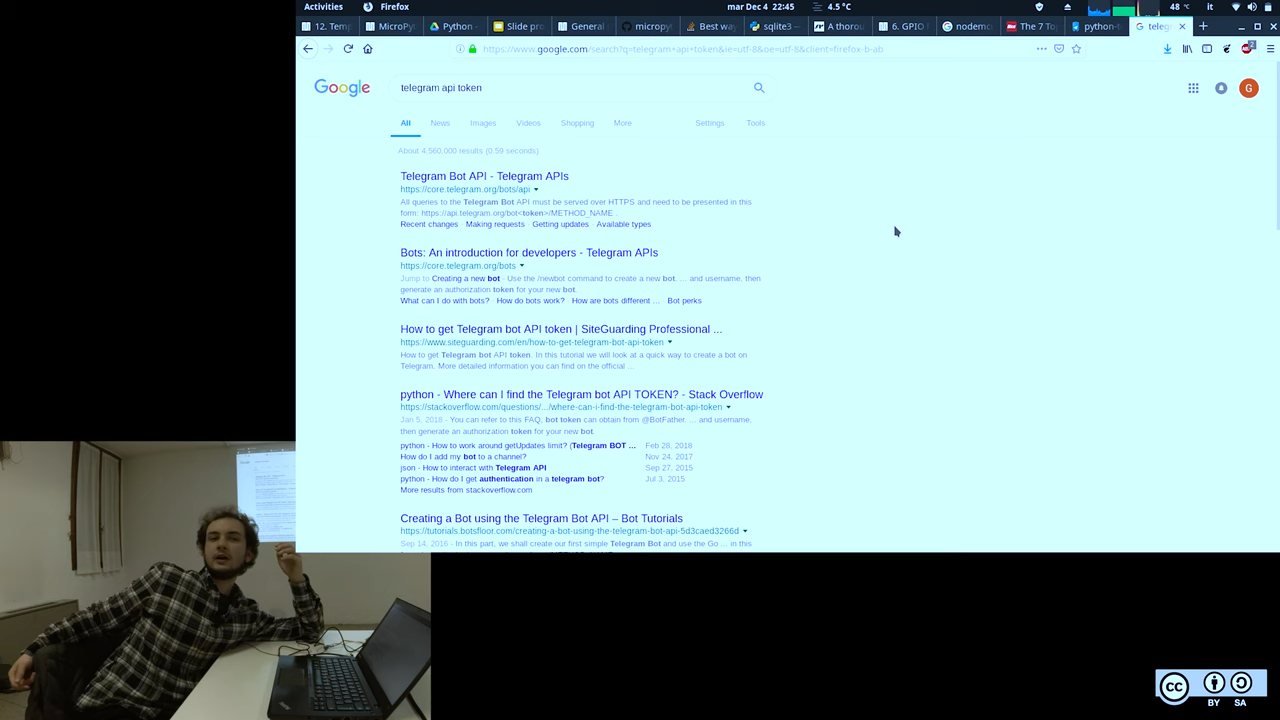 Activities
Firefox
mar Dec 4 22:45
4.5 °C
48 °C
12. Temp
MicroPy
Python -
Slide pro
General
micropy
Best way
sqlite3 —
A thorou
6. GPIO P
nodemc
The 7 To
python-t
teleg
https://www.google.com/search?q=telegram+api+token&ie=utf-8&oe=utf-8&client=firefox-b-ab
2
Google
telegram api token
G
All News Images Videos Shopping More Settings Tools
About 4.560.000 results (0.59 seconds)
Telegram Bot API - Telegram APIs
https://core.telegram.org/bots/api
All queries to the Telegram Bot API must be served over HTTPS and need to be presented in this
form: https://api.telegram.org/bot<token>/METHOD_NAME .
Recent changes · Making requests · Getting updates · Available types
Bots: An introduction for developers - Telegram APIs
https://core.telegram.org/bots
Jump to Creating a new bot - Use the /newbot command to create a new bot. ... and username, then
generate an authorization token for your new bot.
What can I do with bots? · How do bots work? · How are bots different ... · Bot perks
How to get Telegram bot API token | SiteGuarding Professional ...
https://www.siteguarding.com/en/how-to-get-telegram-bot-api-token
How to get Telegram bot API token. In this tutorial we will look at a quick way to create a bot on
Telegram. More detailed information you can find on the official ...
python - Where can I find the Telegram bot API TOKEN? - Stack Overflow
https://stackoverflow.com/questions/.../where-can-i-find-the-telegram-bot-api-token
Jan 5, 2018 - You can refer to this FAQ, bot token can obtain from @BotFather. ... and username,
then generate an authorization token for your new bot.
python - How to work around getUpdates limit? (Telegram BOT ... Feb 28, 2018
How do I add my bot to a channel? Nov 24, 2017
json - How to interact with Telegram API Sep 27, 2015
python - How do I get authentication in a telegram bot? Jul 3, 2015
More results from stackoverflow.com
Creating a Bot using the Telegram Bot API – Bot Tutorials
https://tutorials.botsfloor.com/creating-a-bot-using-the-telegram-bot-api-5d3caed3266d
Sep 14, 2016 - In this part, we shall create our first simple Telegram Bot and use the Go ... in this
CC
BY SA